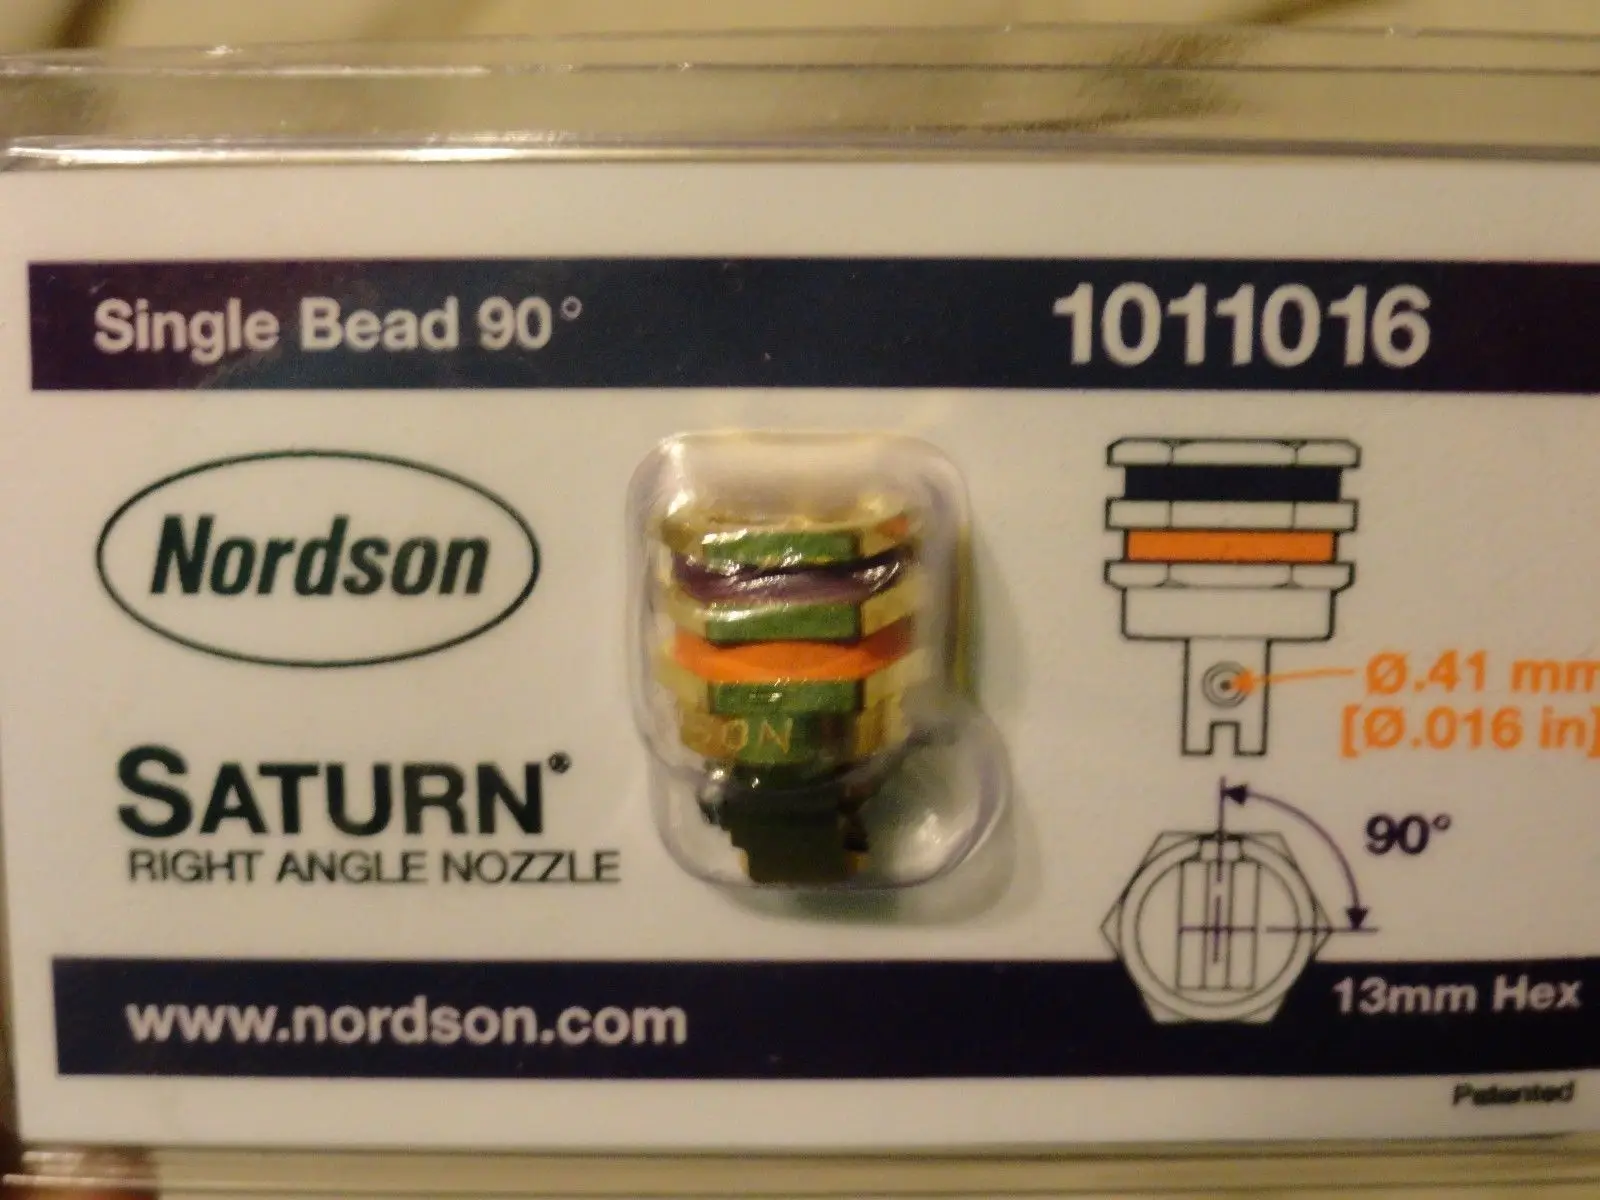 Single Bead 90°
1011016
Nordson
SATURN®
RIGHT ANGLE NOZZLE
ON
Ø.41 mm
[Ø.016 in]
90°
13mm Hex
www.nordson.com
Patented